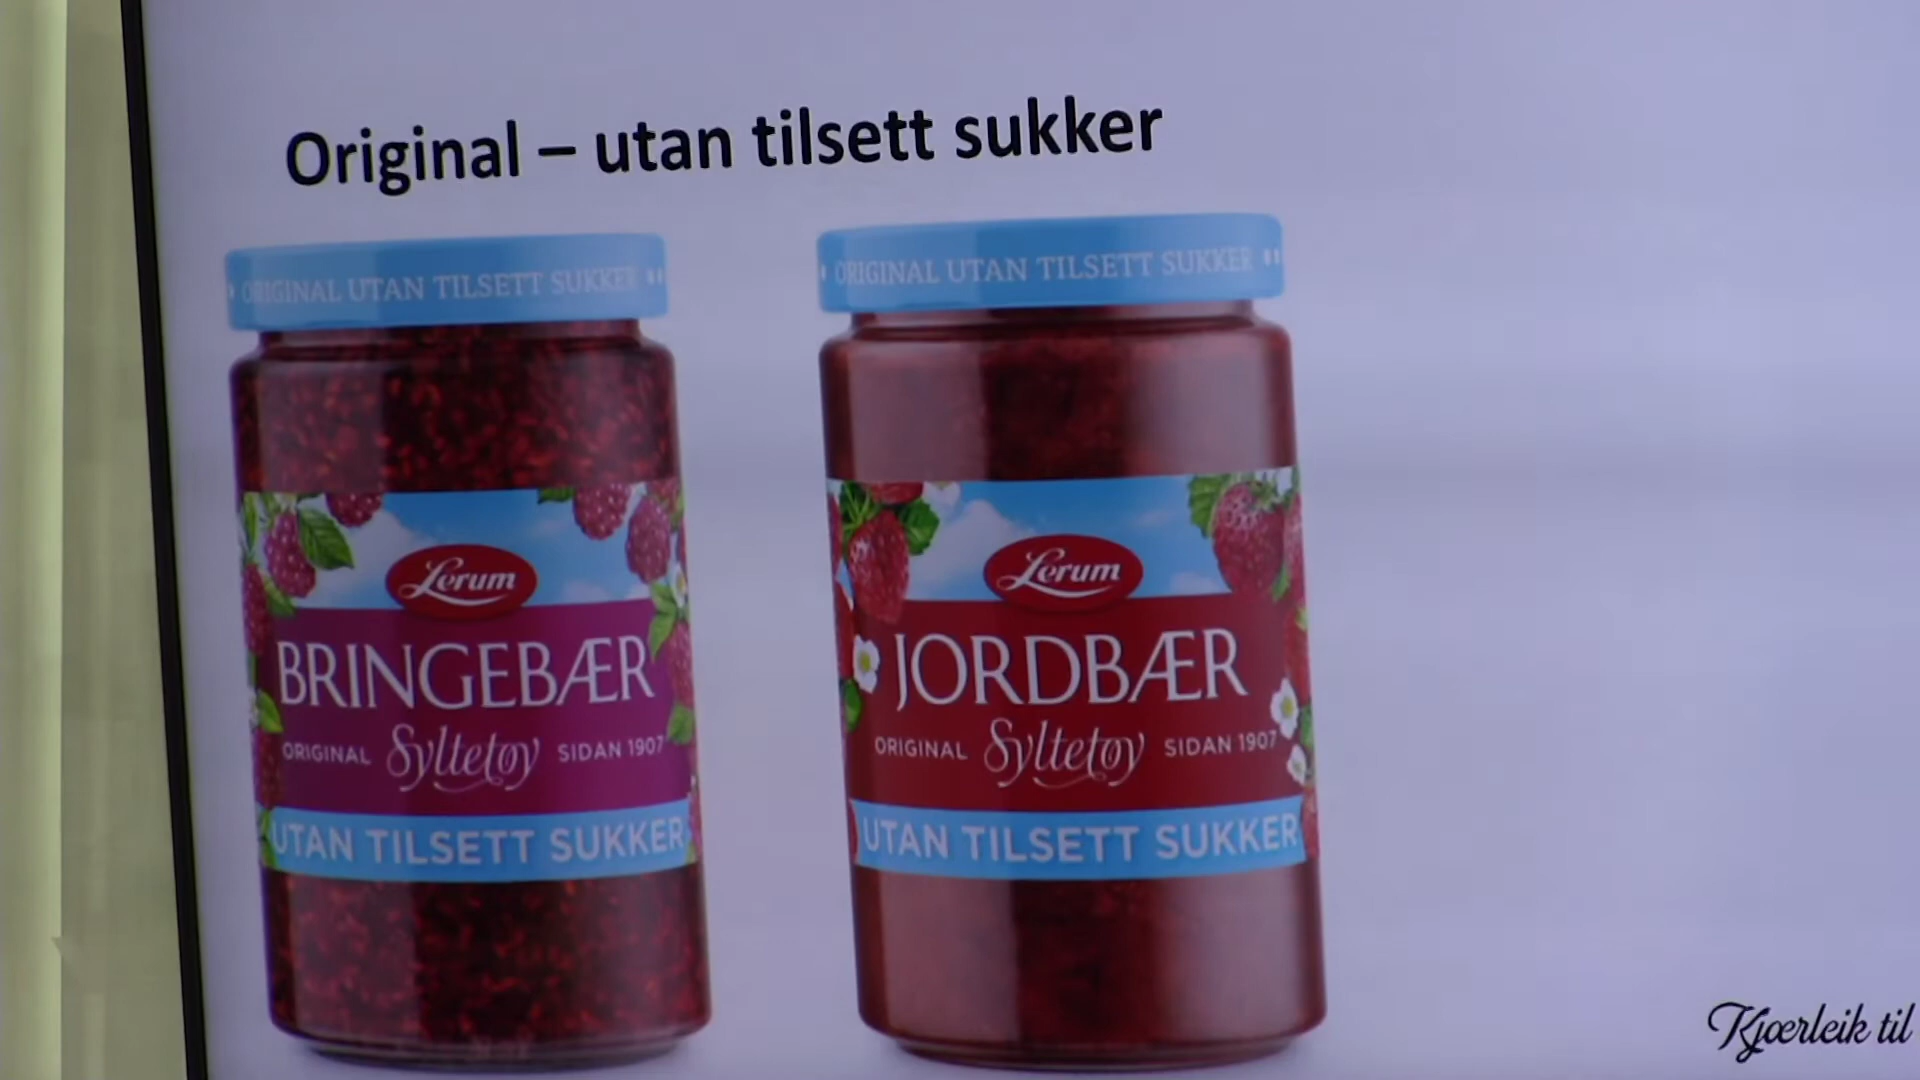 Original – utan tilsett sukker
ORIGINAL UTAN TILSETT SUKKER
Lerum
BRINGEBÆR
ORIGINAL Syltetøy SIDAN 1907
UTAN TILSETT SUKKER
ORIGINAL UTAN TILSETT SUKKER
Lerum
JORDBÆR
ORIGINAL Syltetøy SIDAN 1907
UTAN TILSETT SUKKER
Kjærleik til